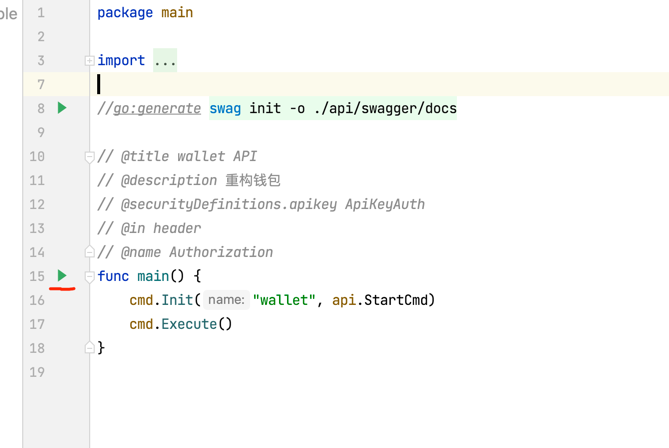 ple
1 package main
2
3 import ...
7
8 //go:generate swag init -o ./api/swagger/docs
9
10 // @title wallet API
11 // @description 重构钱包
12 // @securityDefinitions.apikey ApiKeyAuth
13 // @in header
14 // @name Authorization
15 func main() {
16 cmd.Init( name: "wallet", api.StartCmd)
17 cmd.Execute()
18 }
19